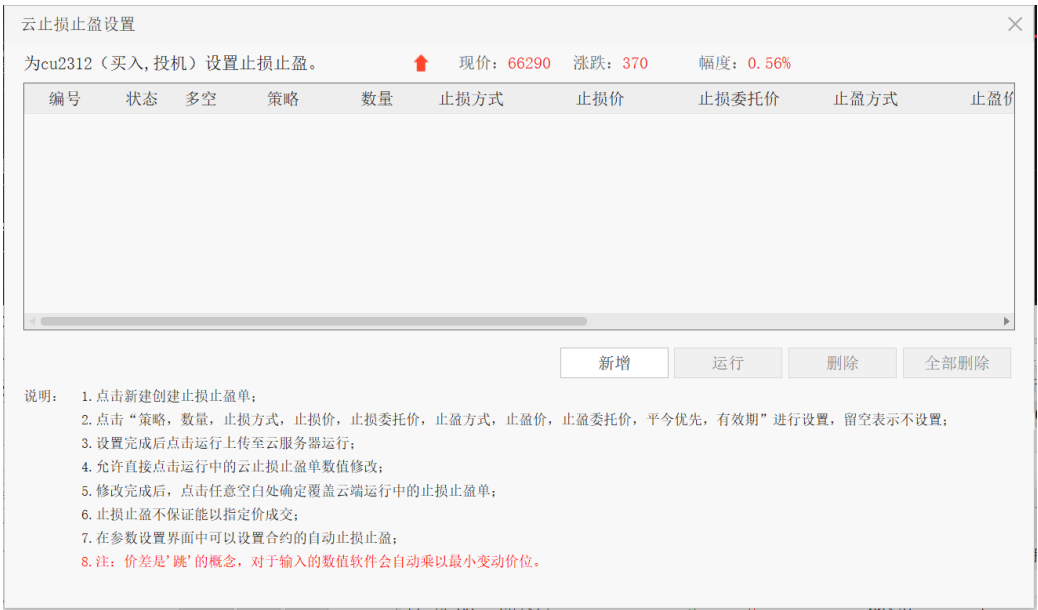 云止损止盈设置
为cu2312（买入,投机）设置止损止盈。 现价：66290 涨跌：370 幅度：0.56%
编号 状态 多空 策略 数量 止损方式 止损价 止损委托价 止盈方式 止盈价
新增 运行 删除 全部删除
说明： 1.点击新建创建止损止盈单；
2.点击“策略，数量，止损方式，止损价，止损委托价，止盈方式，止盈价，止盈委托价，平今优先，有效期”进行设置，留空表示不设置；
3.设置完成后点击运行上传至云服务器运行；
4.允许直接点击运行中的云止损止盈单数值修改；
5.修改完成后，点击任意空白处确定覆盖云端运行中的止损止盈单；
6.止损止盈不保证能以指定价成交；
7.在参数设置界面中可以设置合约的自动止损止盈；
8.注：价差是'跳'的概念，对于输入的数值软件会自动乘以最小变动价位。